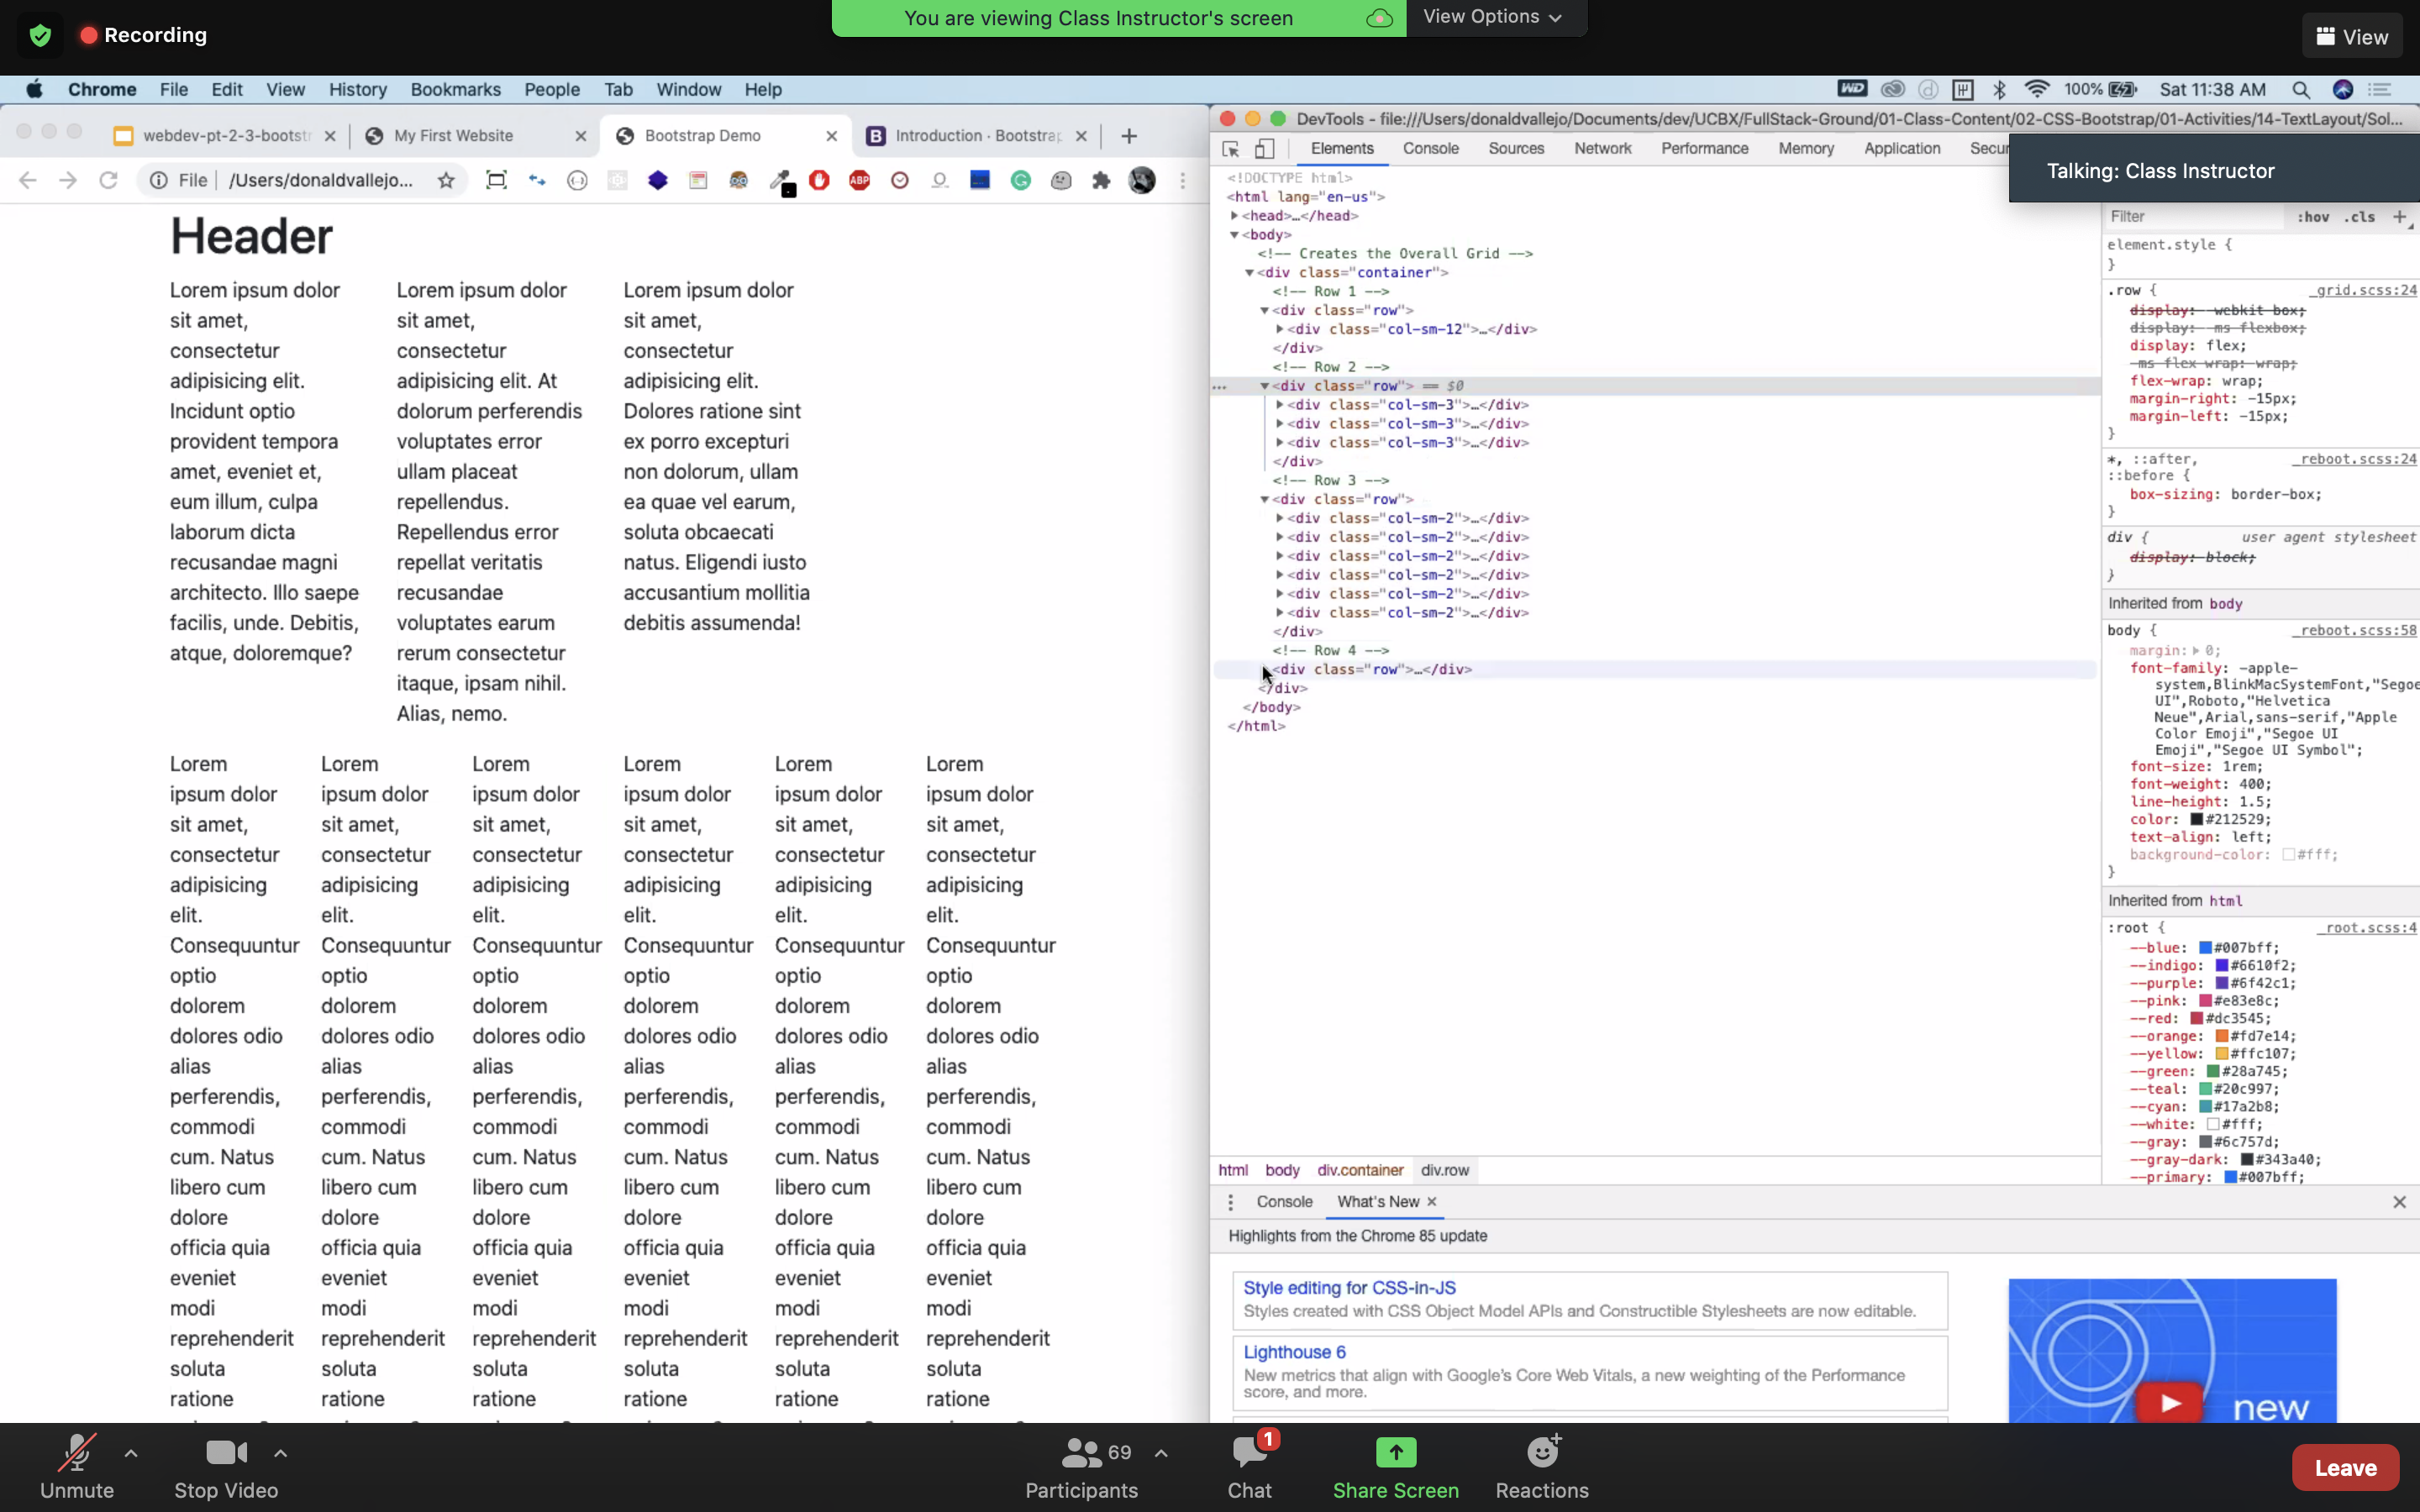 Recording
You are viewing Class Instructor's screen
View Options
View
Chrome File Edit View History Bookmarks People Tab Window Help
WD 100% Sat 11:38 AM
webdev-pt-2-3-bootstr
My First Website
Bootstrap Demo
Introduction · Bootstrap
File /Users/donaldvallejo...
ABP
Header
Lorem ipsum dolor
sit amet,
consectetur
adipisicing elit.
Incidunt optio
provident tempora
amet, eveniet et,
eum illum, culpa
laborum dicta
recusandae magni
architecto. Illo saepe
facilis, unde. Debitis,
atque, doloremque?
Lorem ipsum dolor
sit amet,
consectetur
adipisicing elit. At
dolorum perferendis
voluptates error
ullam placeat
repellendus.
Repellendus error
repellat veritatis
recusandae
voluptates earum
rerum consectetur
itaque, ipsam nihil.
Alias, nemo.
Lorem ipsum dolor
sit amet,
consectetur
adipisicing elit.
Dolores ratione sint
ex porro excepturi
non dolorum, ullam
ea quae vel earum,
soluta obcaecati
natus. Eligendi iusto
accusantium mollitia
debitis assumenda!
Lorem Lorem Lorem Lorem Lorem Lorem
ipsum dolor ipsum dolor ipsum dolor ipsum dolor ipsum dolor ipsum dolor
sit amet, sit amet, sit amet, sit amet, sit amet, sit amet,
consectetur consectetur consectetur consectetur consectetur consectetur
adipisicing adipisicing adipisicing adipisicing adipisicing adipisicing
elit. elit. elit. elit. elit. elit.
Consequuntur Consequuntur Consequuntur Consequuntur Consequuntur Consequuntur
optio optio optio optio optio optio
dolorem dolorem dolorem dolorem dolorem dolorem
dolores odio dolores odio dolores odio dolores odio dolores odio dolores odio
alias alias alias alias alias alias
perferendis, perferendis, perferendis, perferendis, perferendis, perferendis,
commodi commodi commodi commodi commodi commodi
cum. Natus cum. Natus cum. Natus cum. Natus cum. Natus cum. Natus
libero cum libero cum libero cum libero cum libero cum libero cum
dolore dolore dolore dolore dolore dolore
officia quia officia quia officia quia officia quia officia quia officia quia
eveniet eveniet eveniet eveniet eveniet eveniet
modi modi modi modi modi modi
reprehenderit reprehenderit reprehenderit reprehenderit reprehenderit reprehenderit
soluta soluta soluta soluta soluta soluta
ratione ratione ratione ratione ratione ratione
DevTools - file:///Users/donaldvallejo/Documents/dev/UCBX/FullStack-Ground/01-Class-Content/02-CSS-Bootstrap/01-Activities/14-TextLayout/Sol...
Elements Console Sources Network Performance Memory Application Secur
Talking: Class Instructor
<!DOCTYPE html>
<html lang="en-us">
<head>…</head>
<body>
<!-- Creates the Overall Grid -->
<div class="container">
<!-- Row 1 -->
<div class="row">
<div class="col-sm-12">…</div>
</div>
<!-- Row 2 -->
… <div class="row"> == $0
<div class="col-sm-3">…</div>
<div class="col-sm-3">…</div>
<div class="col-sm-3">…</div>
</div>
<!-- Row 3 -->
<div class="row">
<div class="col-sm-2">…</div>
<div class="col-sm-2">…</div>
<div class="col-sm-2">…</div>
<div class="col-sm-2">…</div>
<div class="col-sm-2">…</div>
<div class="col-sm-2">…</div>
</div>
<!-- Row 4 -->
<div class="row">…</div>
</div>
</body>
</html>
Filter :hov .cls +
element.style {
}
.row { _grid.scss:24
display: -webkit-box;
display: -ms-flexbox;
display: flex;
-ms-flex-wrap: wrap;
flex-wrap: wrap;
margin-right: -15px;
margin-left: -15px;
}
*, ::after, _reboot.scss:24
::before {
box-sizing: border-box;
}
div { user agent stylesheet
display: block;
}
Inherited from body
body { _reboot.scss:58
margin: 0;
font-family: -apple-
system,BlinkMacSystemFont,"Segoe
UI",Roboto,"Helvetica
Neue",Arial,sans-serif,"Apple
Color Emoji","Segoe UI
Emoji","Segoe UI Symbol";
font-size: 1rem;
font-weight: 400;
line-height: 1.5;
color: #212529;
text-align: left;
background-color: #fff;
}
Inherited from html
:root { _root.scss:4
--blue: #007bff;
--indigo: #6610f2;
--purple: #6f42c1;
--pink: #e83e8c;
--red: #dc3545;
--orange: #fd7e14;
--yellow: #ffc107;
--green: #28a745;
--teal: #20c997;
--cyan: #17a2b8;
--white: #fff;
--gray: #6c757d;
--gray-dark: #343a40;
--primary: #007bff;
html body div.container div.row
Console What's New
Highlights from the Chrome 85 update
Style editing for CSS-in-JS
Styles created with CSS Object Model APIs and Constructible Stylesheets are now editable.
Lighthouse 6
New metrics that align with Google's Core Web Vitals, a new weighting of the Performance
score, and more.
new
Unmute
Stop Video
69
Participants
1
Chat
Share Screen
Reactions
Leave